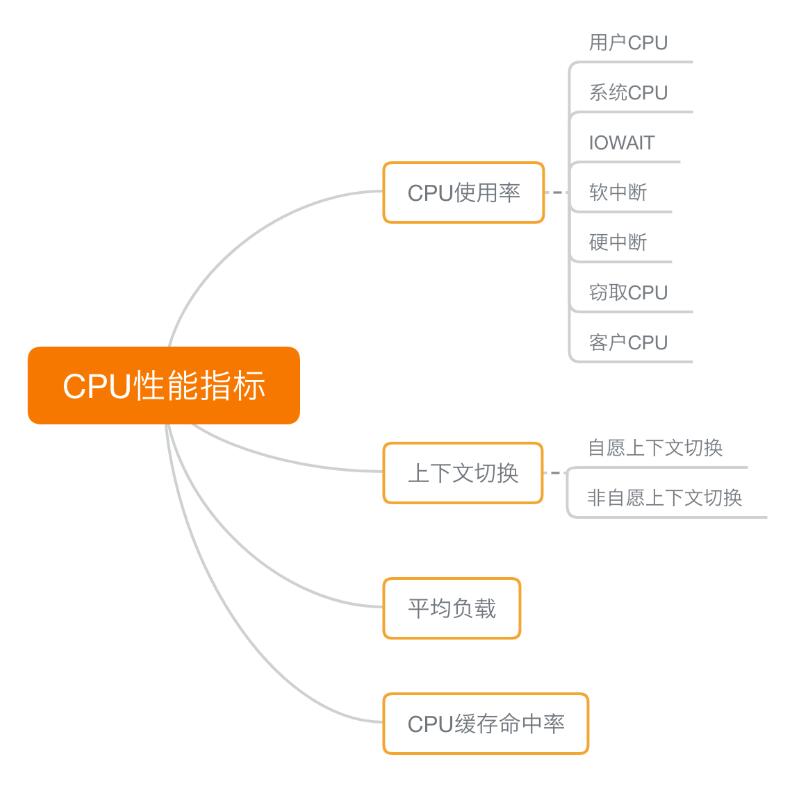 CPU性能指标
CPU使用率
用户CPU
系统CPU
IOWAIT
软中断
硬中断
窃取CPU
客户CPU
上下文切换
自愿上下文切换
非自愿上下文切换
平均负载
CPU缓存命中率